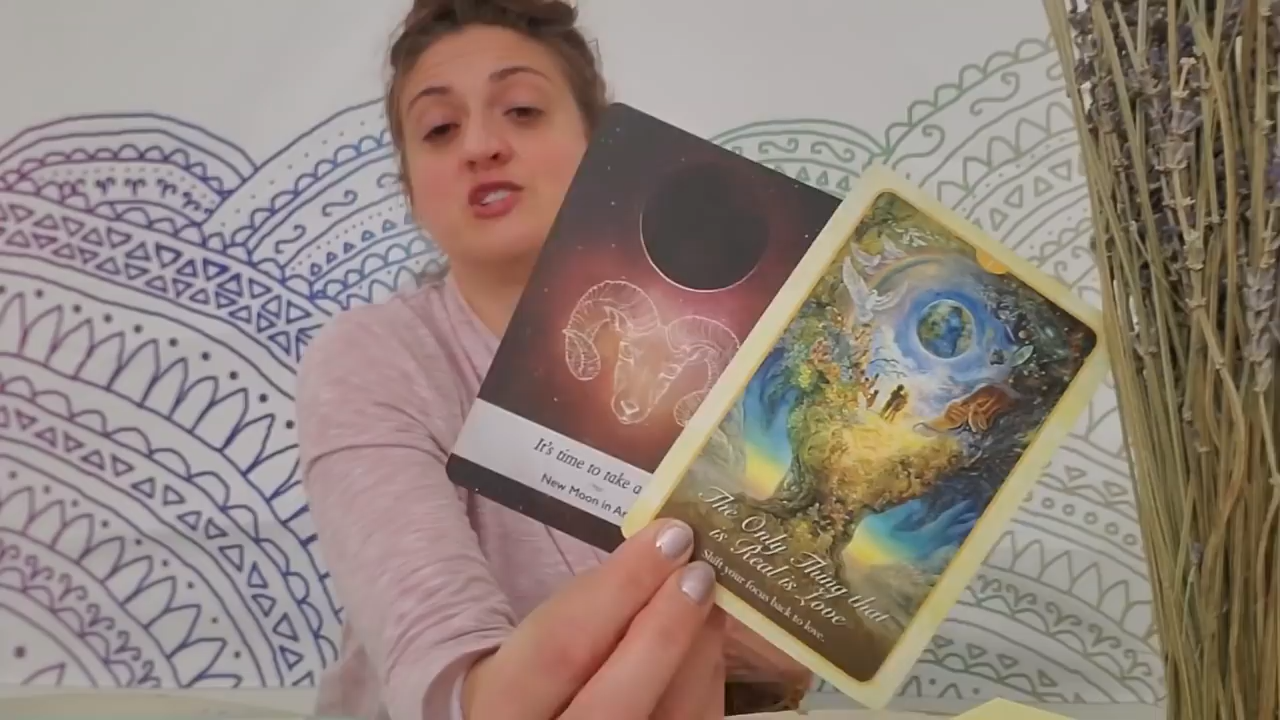 It's time to take a
New Moon in Ar
The Only Thing that
is Real is Love
Shift your focus back to love.